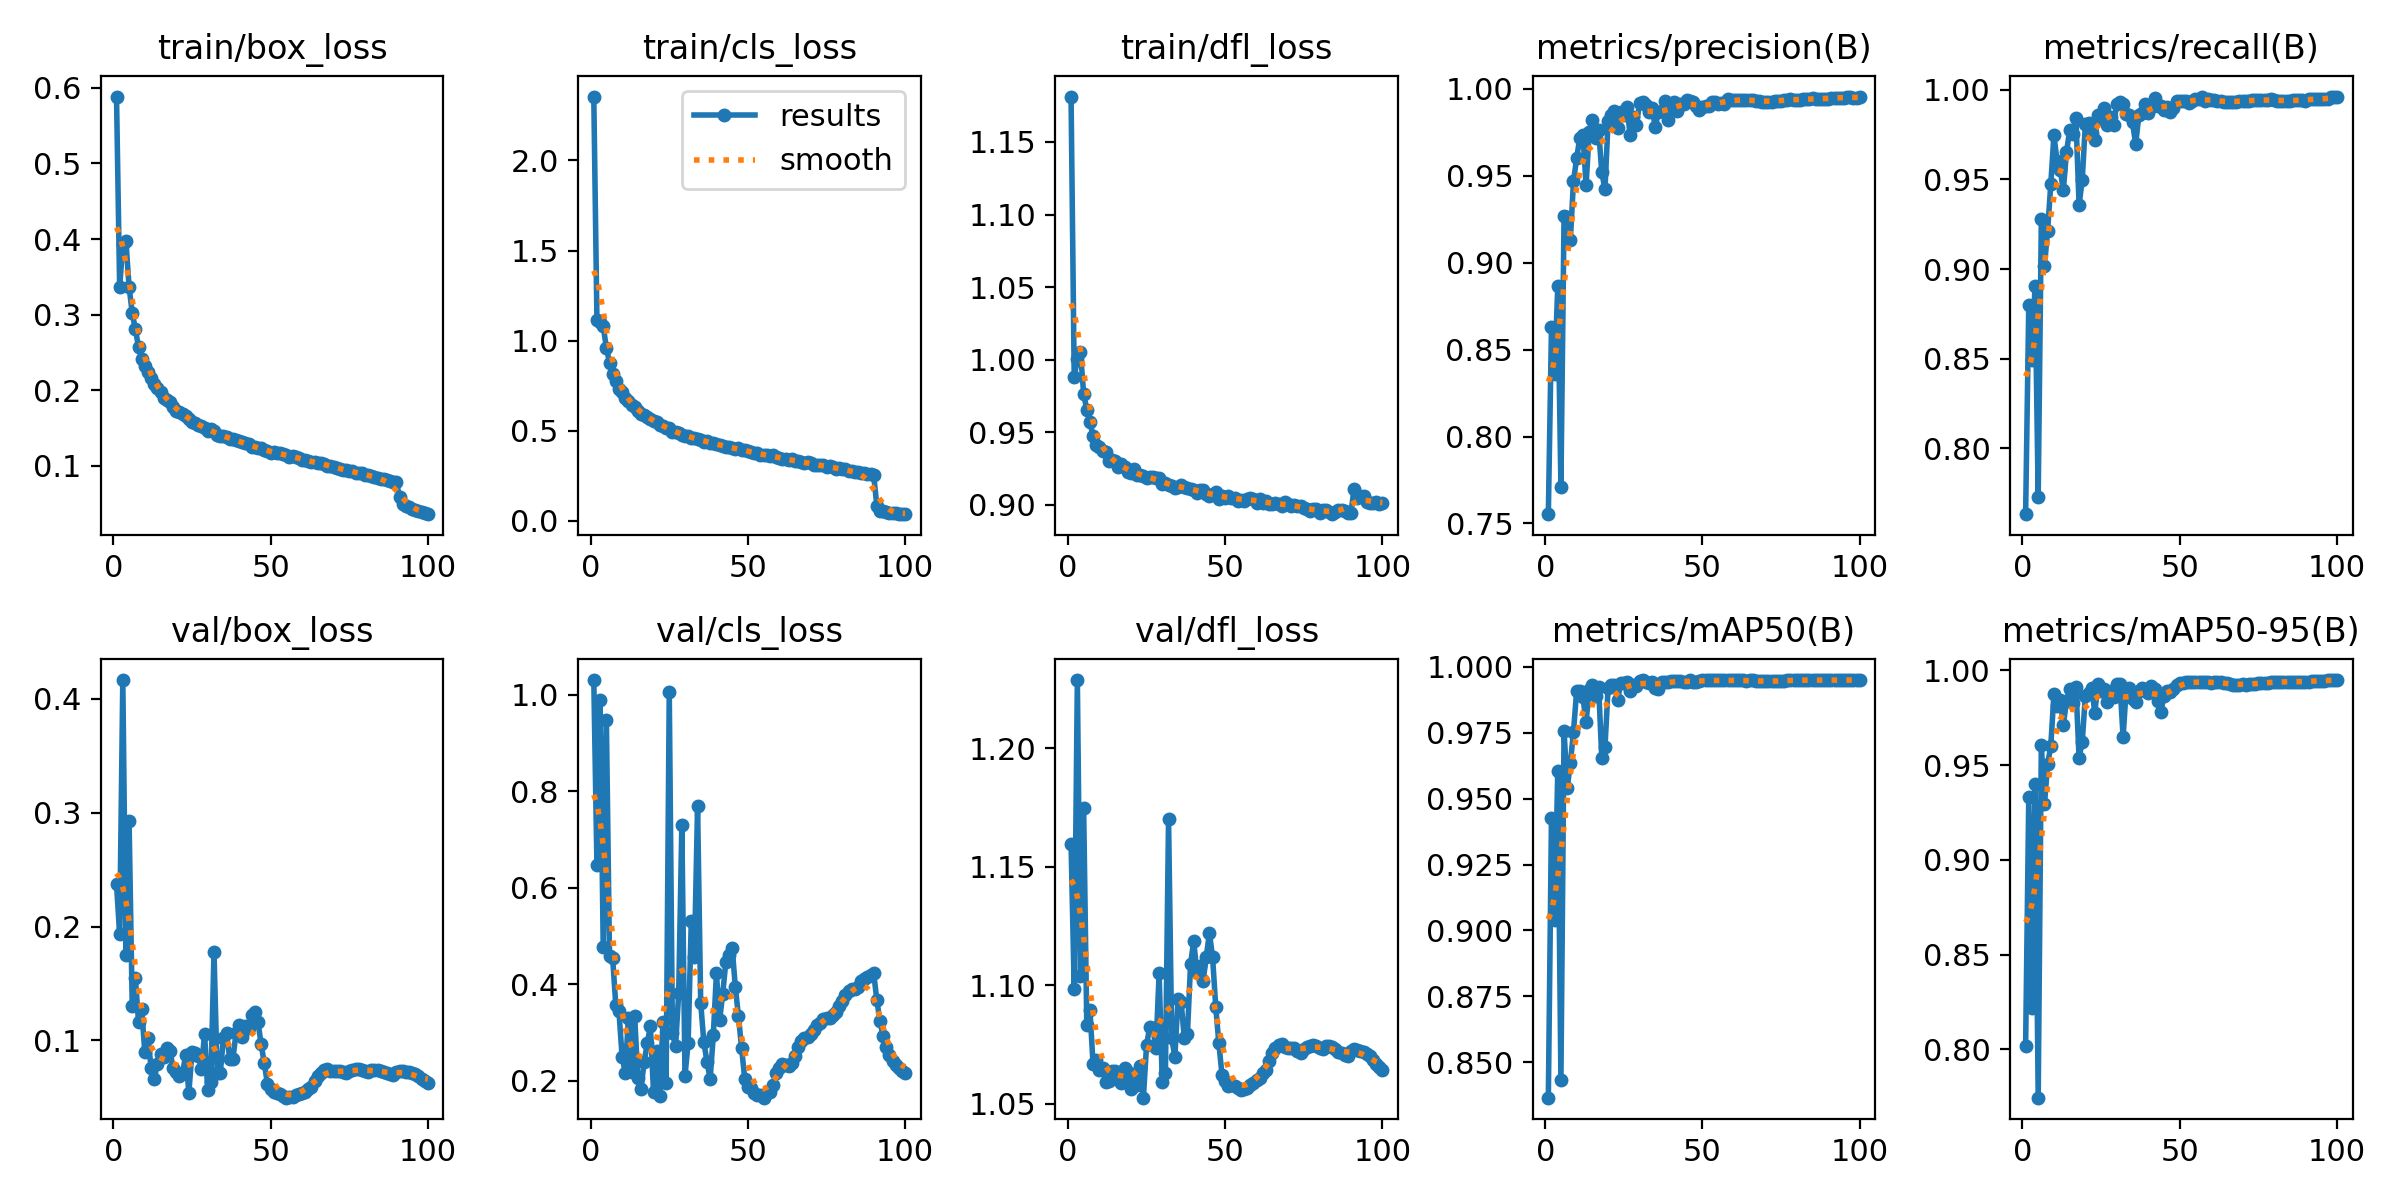 train/box_loss
0.6
0.5
0.4
0.3
0.2
0.1
0 50 100
train/cls_loss
results
smooth
2.0
1.5
1.0
0.5
0.0
0 50 100
train/dfl_loss
1.15
1.10
1.05
1.00
0.95
0.90
0 50 100
metrics/precision(B)
1.00
0.95
0.90
0.85
0.80
0.75
0 50 100
metrics/recall(B)
1.00
0.95
0.90
0.85
0.80
0 50 100
val/box_loss
0.4
0.3
0.2
0.1
0 50 100
val/cls_loss
1.0
0.8
0.6
0.4
0.2
0 50 100
val/dfl_loss
1.20
1.15
1.10
1.05
0 50 100
metrics/mAP50(B)
1.000
0.975
0.950
0.925
0.900
0.875
0.850
0 50 100
metrics/mAP50-95(B)
1.00
0.95
0.90
0.85
0.80
0 50 100